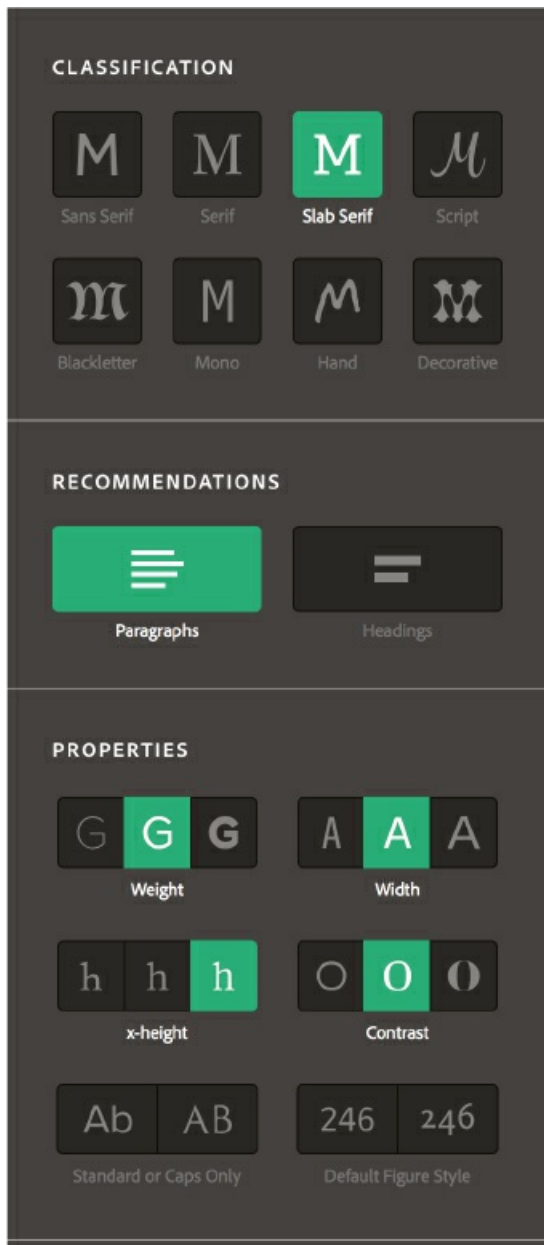 CLASSIFICATION
M M M M
Sans Serif Serif Slab Serif Script
M M M M
Blackletter Mono Hand Decorative
RECOMMENDATIONS
Paragraphs Headings
PROPERTIES
G G G A A A
Weight Width
h h h O O O
x-height Contrast
Ab AB 246 246
Standard or Caps Only Default Figure Style